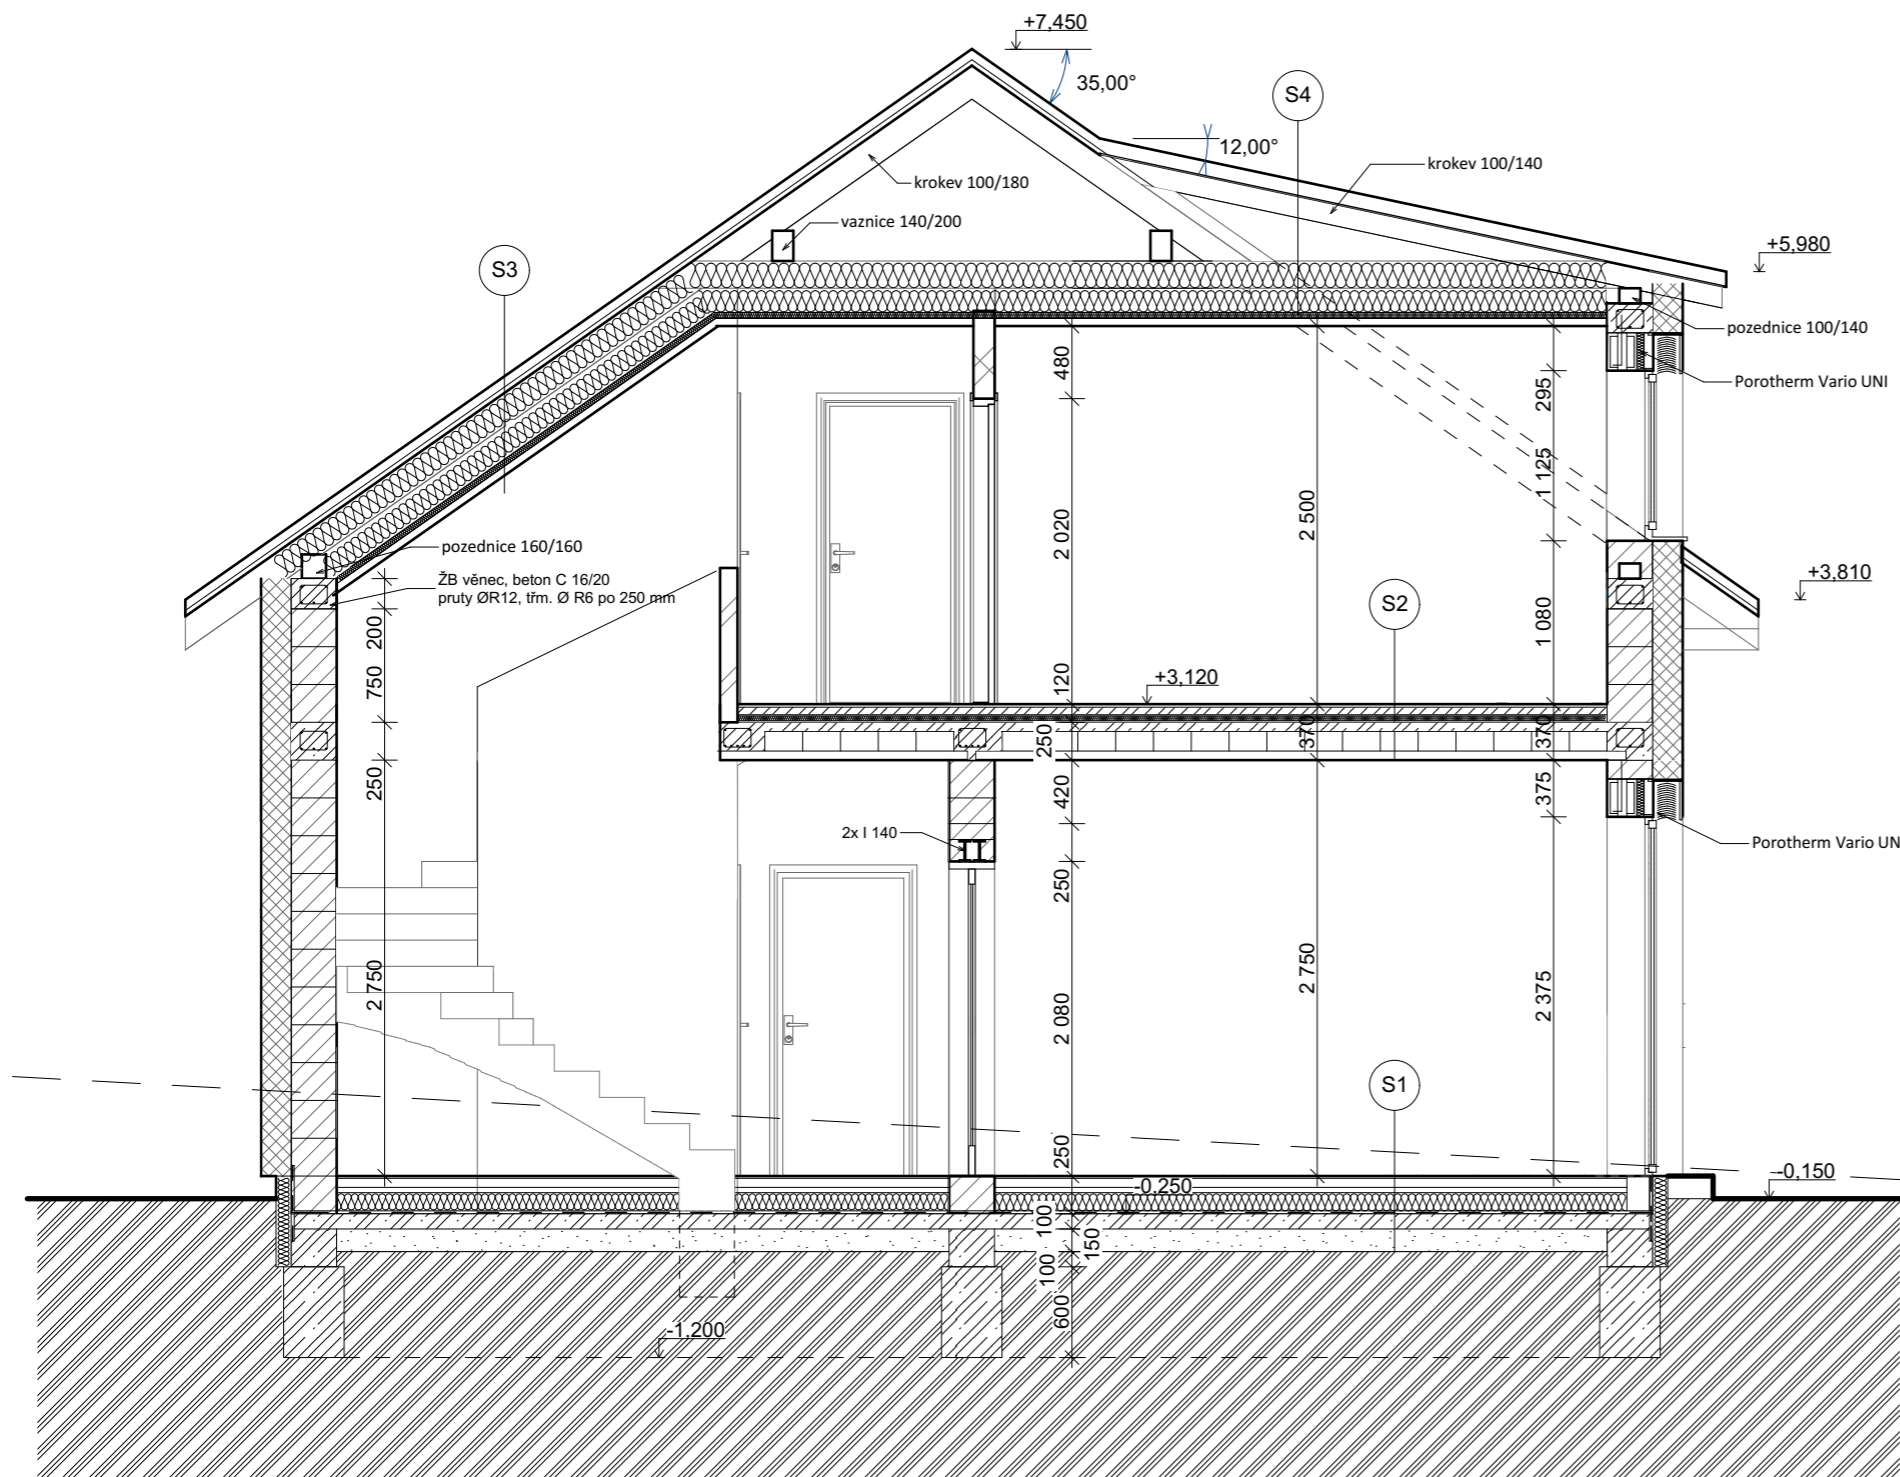 +7,450
35,00°
S4
12,00°
krokev 100/140
krokev 100/180
vaznice 140/200
+5,980
S3
pozednice 100/140
480
295
Porotherm Vario UNI
1 125
2 500
2 020
pozednice 160/160
ŽB věnec, beton C 16/20
pruty ØR12, třm. Ø R6 po 250 mm
+3,810
S2
200
1 080
750
120
+3,120
370
370
250
250
420
375
2x I 140
Porotherm Vario UN
250
2 750
2 750
2 375
2 080
S1
250
-0,150
-0,250
100
150
100
600
-1,200